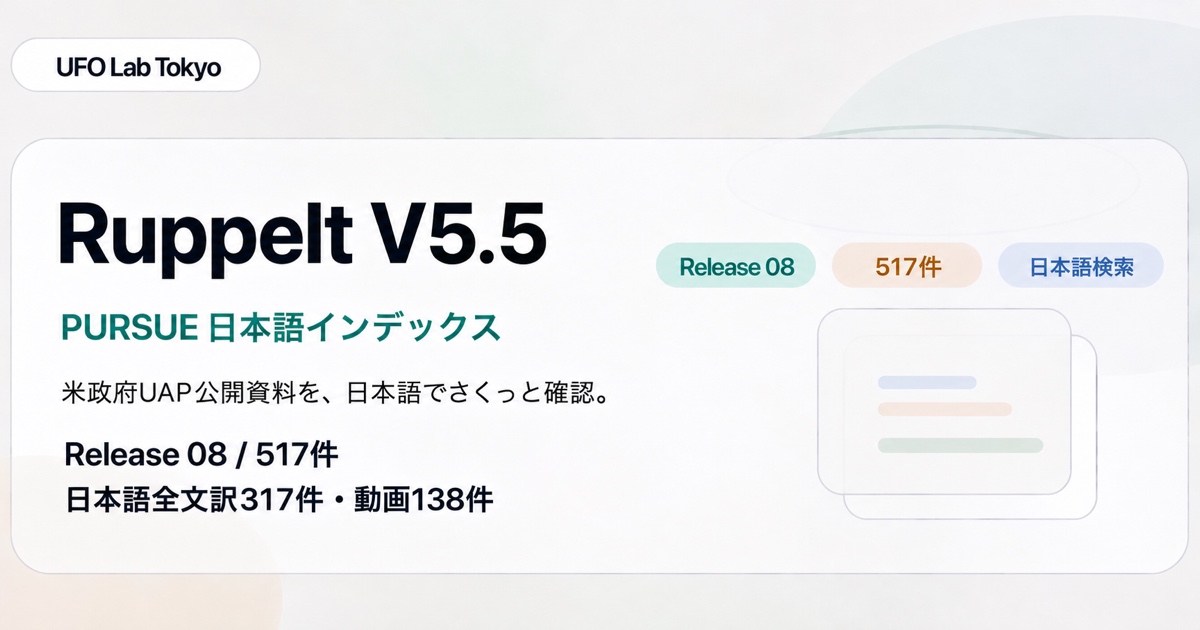 UFO Lab Tokyo
Ruppelt V5.5
PURSUE 日本語インデックス
米政府UAP公開資料を、日本語でさくっと確認。
Release 08 / 517件
日本語全文訳317件・動画138件
Release 08
517件
日本語検索